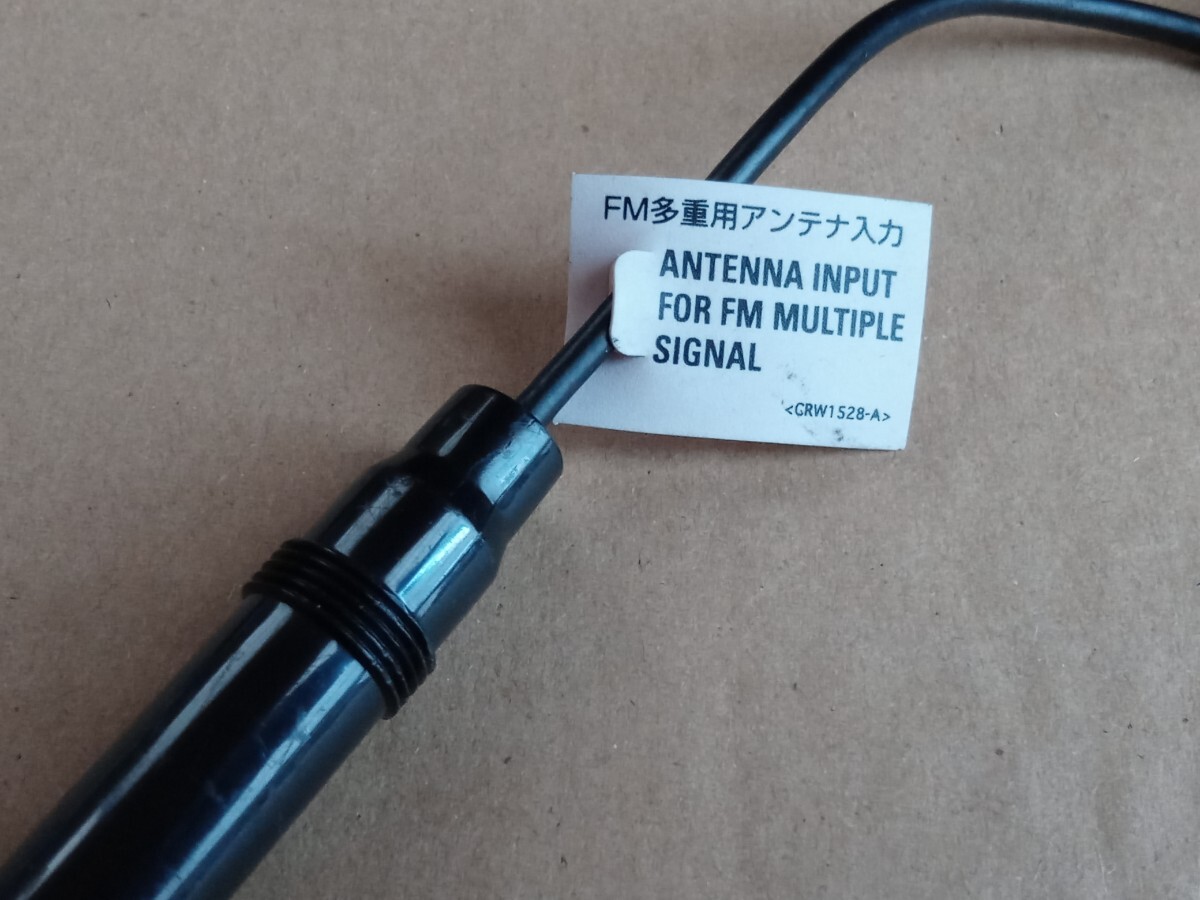 FM多重用アンテナ入力
ANTENNA INPUT
FOR FM MULTIPLE
SIGNAL
<CRW1528-A>